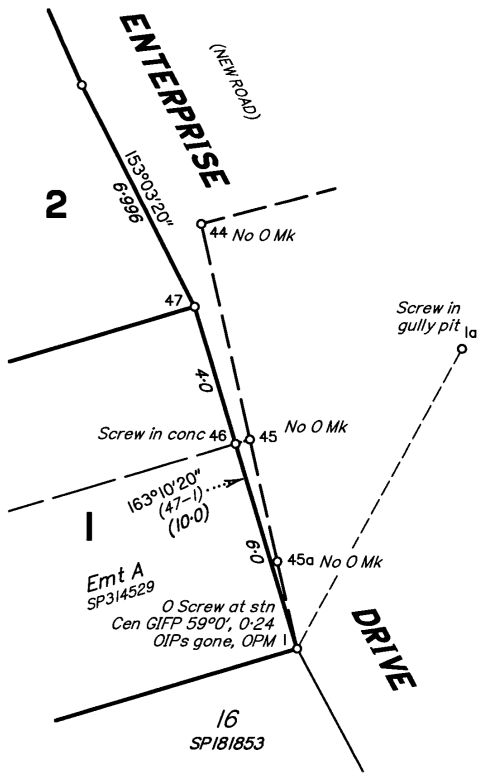 ENTERPRISE
(NEW ROAD)
153°03'20"
6·996
2
44 No O Mk
47
Screw in
gully pit
1a
4·0
Screw in conc 46
45
No O Mk
163°10'20"
(47-1)
(10·0)
1
6·0
45a No O Mk
Emt A
SP314529
O Screw at stn
Cen GIFP 59°0', 0·24
OIPs gone, OPM
1
DRIVE
16
SP181853